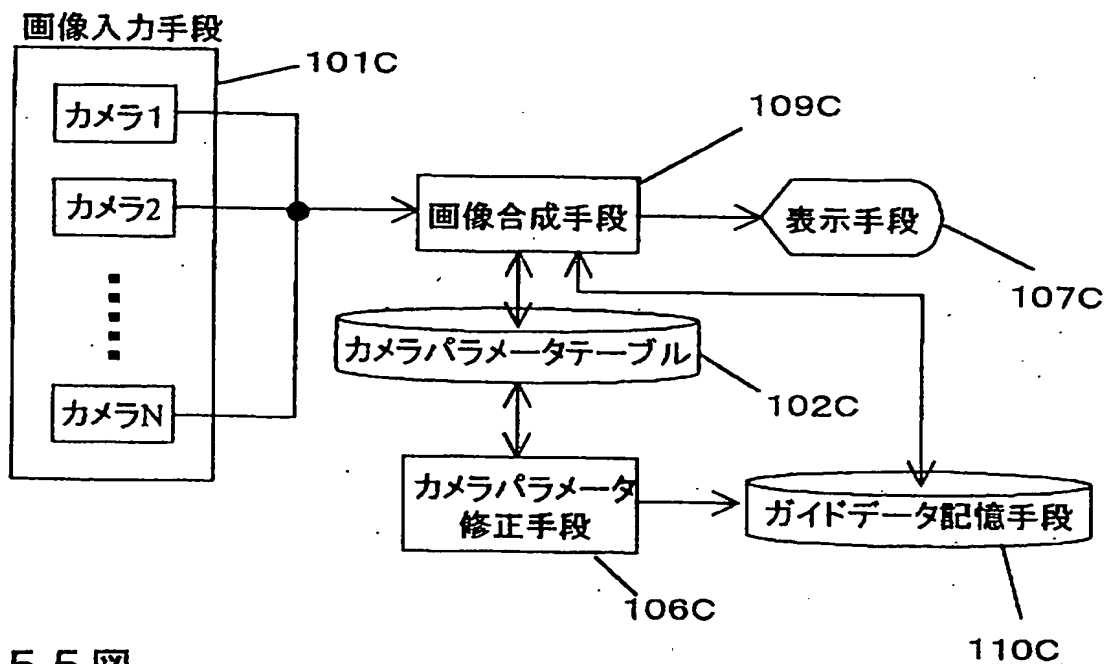 画像入力手段
101C
カメラ1
カメラ2
カメラN
109C
画像合成手段
表示手段
107C
カメラパラメータテーブル
102C
カメラパラメータ
修正手段
106C
ガイドデータ記憶手段
110C
55図